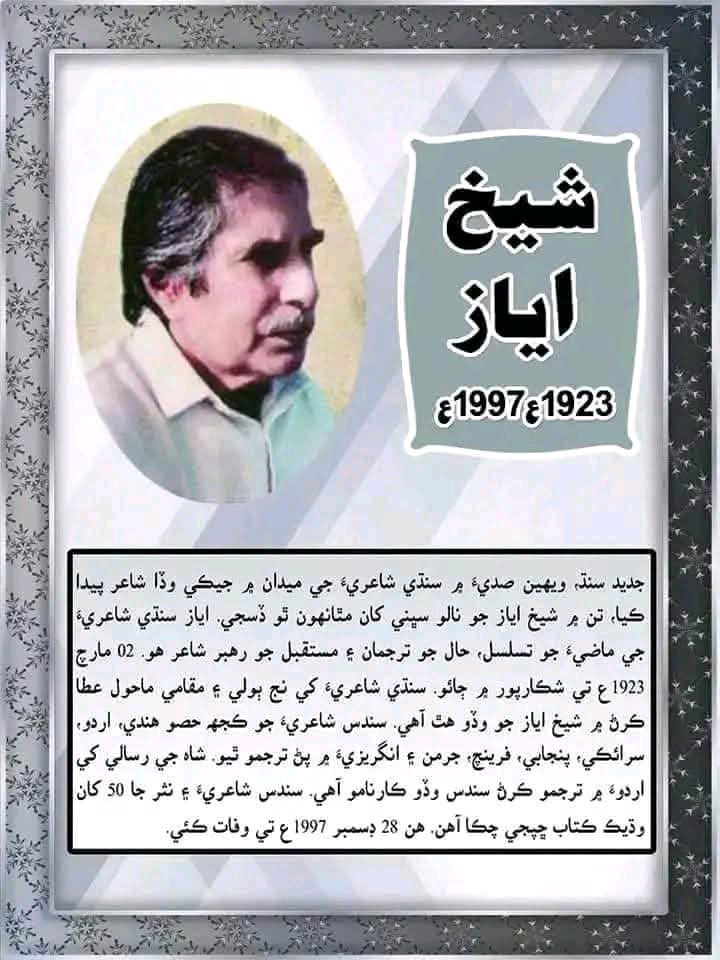 شيخ
اياز
1923ع 1997ع
جديد سنڌ، ويهين صديءَ ۾ سنڌي شاعريءَ جي ميدان ۾ جيڪي وڏا شاعر پيدا
ڪيا، تن ۾ شيخ اياز جو نالو سڀني کان مٿانهون ٿو ڏسجي. اياز سنڌي شاعريءَ
جي ماضيءَ جو تسلسل، حال جو ترجمان ۽ مستقبل جو رهبر شاعر هو. 02 مارچ
1923ع تي شڪارپور ۾ ڄائو. سنڌي شاعريءَ کي نج ٻولي ۽ مقامي ماحول عطا
ڪرڻ ۾ شيخ اياز جو وڏو هٿ آهي. سندس شاعريءَ جو ڪجهه حصو هندي، اردو،
سرائڪي، پنجابي، فرينچ، جرمن ۽ انگريزيءَ ۾ پڻ ترجمو ٿيو. شاه جي رسالي کي
اردوءَ ۾ ترجمو ڪرڻ سندس وڏو ڪارنامو آهي. سندس شاعريءَ ۽ نثر جا 50 کان
وڌيڪ ڪتاب ڇپجي چڪا آهن. هن 28 ڊسمبر 1997ع تي وفات ڪئي.